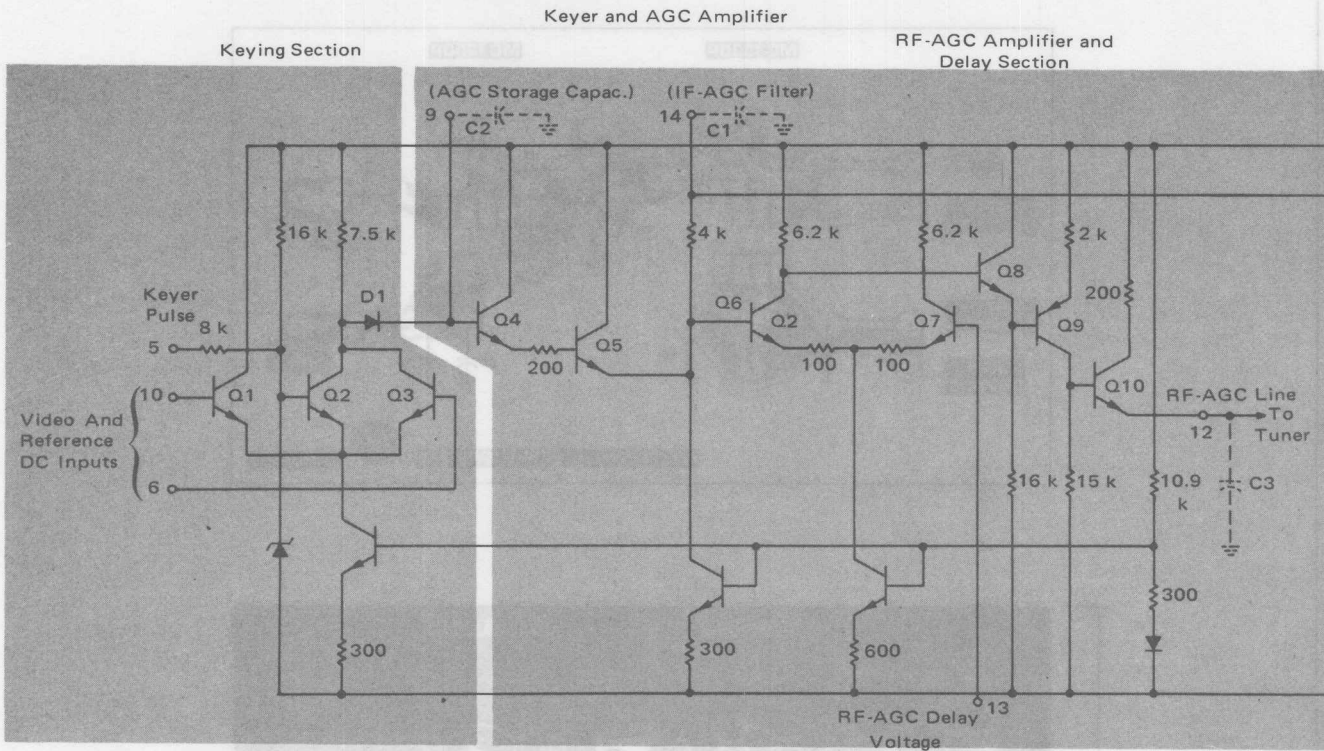 Keyer and AGC Amplifier
Keying Section
RF-AGC Amplifier and
Delay Section
(AGC Storage Capac.)
(IF-AGC Filter)
9
C2
14
C1
16 k
7.5 k
4 k
6.2 k
6.2 k
2 k
Keyer
Pulse
8 k
5
D1
Q4
200
Q5
Q6
Q2
Q7
100
100
Q8
Q9
200
Q10
RF-AGC Line
To
Tuner
12
10
Q1
Q2
Q3
Video And
Reference
DC Inputs
6
16 k
15 k
10.9
k
C3
300
300
600
300
13
RF-AGC Delay
Voltage